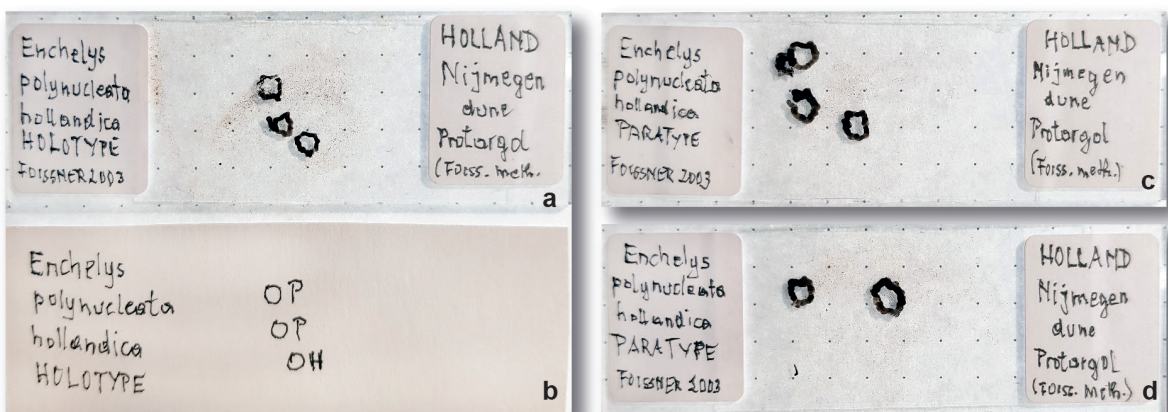 Enchelys
polynucleata
hollandica
HOLOTYPE
FOISSNER 2003
HOLLAND
Nijmegen
dune
Protargol
(Foiss. meth.
a
Enchelys
polynucleata
hollandica
HOLOTYPE
OP
OP
OH
b
Enchelys
polynucleata
hollandica
PARATYPE
FOISSNER 2003
HOLLAND
Nijmegen
dune
Protargol
(Foiss. meth.)
c
Enchelys
polynucleata
hollandica
PARATYPE
FOISSNER 2003
HOLLAND
Nijmegen
dune
Protargol
(Foiss. meth.)
d